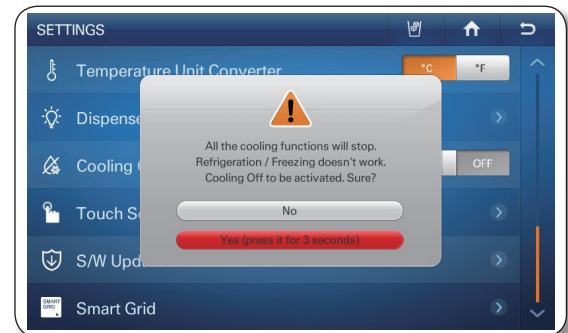 SETTINGS
Temperature Unit Converter
°C
°F
Dispense
All the cooling functions will stop.
Refrigeration / Freezing doesn't work.
Cooling Off to be activated. Sure?
Cooling
OFF
No
Touch S
Yes (press it for 3 seconds)
S/W Upd
SMART
GRID
Smart Grid